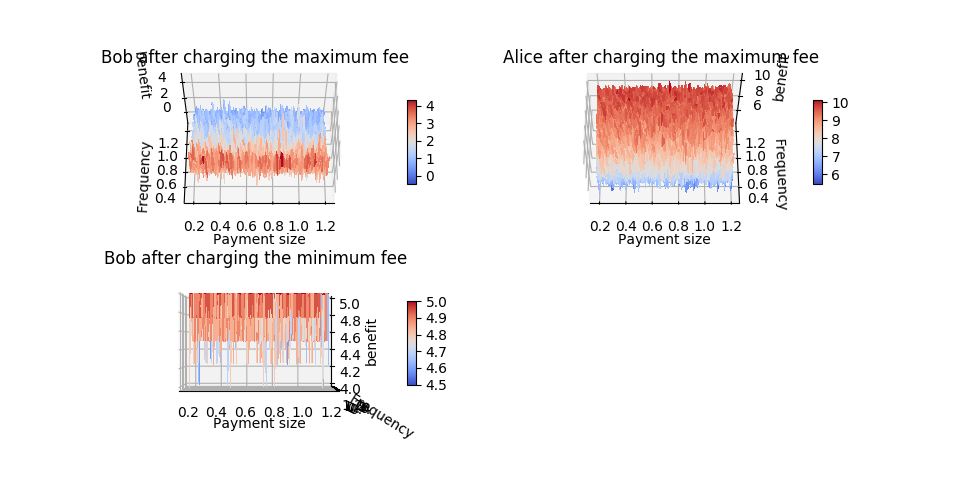 Bob after charging the maximum fee
benefit
4
2
0
1.2
1.0
0.8
0.6
0.4
Frequency
0.2 0.4 0.6 0.8 1.0 1.2
Payment size
4
3
2
1
0
Alice after charging the maximum fee
benefit
10
8
6
1.2
1.0
0.8
0.6
0.4
Frequency
0.2 0.4 0.6 0.8 1.0 1.2
Payment size
10
9
8
7
6
Bob after charging the minimum fee
5.0
4.8
4.6
4.4
4.2
4.0
benefit
Frequency
0.2 0.4 0.6 0.8 1.0 1.2
Payment size
5.0
4.9
4.8
4.7
4.6
4.5